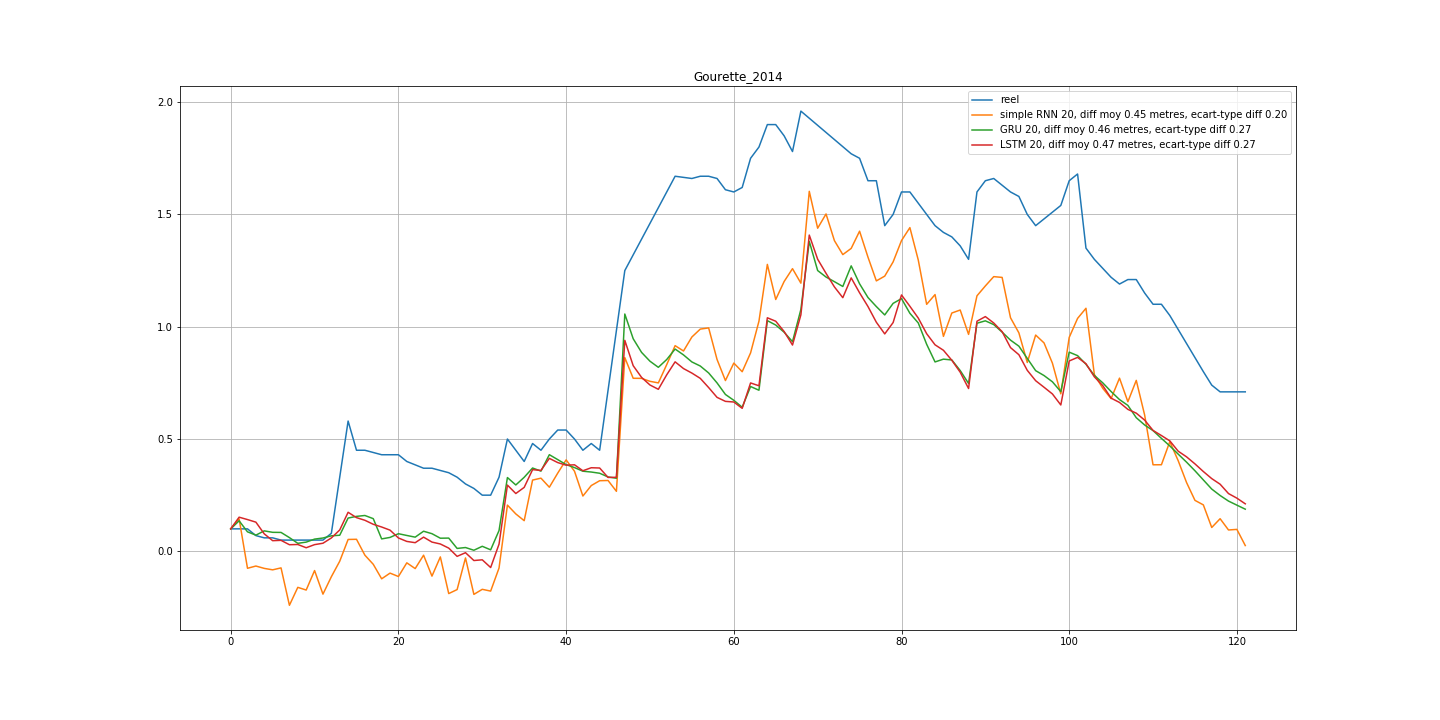 Gourette_2014
reel
simple RNN 20, diff moy 0.45 metres, ecart-type diff 0.20
GRU 20, diff moy 0.46 metres, ecart-type diff 0.27
LSTM 20, diff moy 0.47 metres, ecart-type diff 0.27
2.0
1.5
1.0
0.5
0.0
0 20 40 60 80 100 120